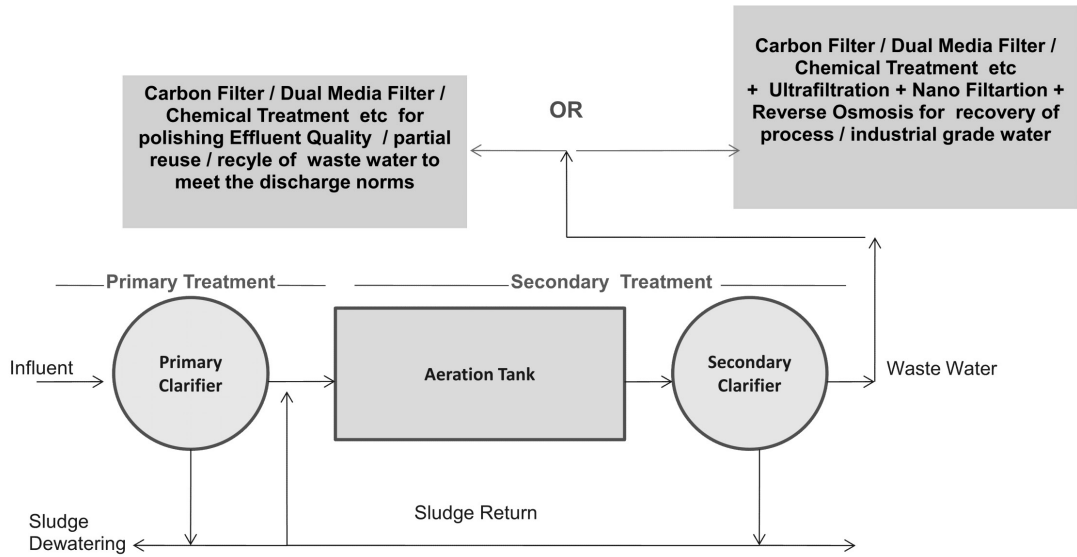 Carbon Filter / Dual Media Filter /
Chemical Treatment etc for
polishing Effluent Quality / partial
reuse / recyle of waste water to
meet the discharge norms
OR
Carbon Filter / Dual Media Filter /
Chemical Treatment etc
+ Ultrafiltration + Nano Filtartion +
Reverse Osmosis for recovery of
process / industrial grade water
Primary Treatment
Secondary Treatment
Influent
Primary
Clarifier
Aeration Tank
Secondary
Clarifier
Waste Water
Sludge Return
Sludge
Dewatering